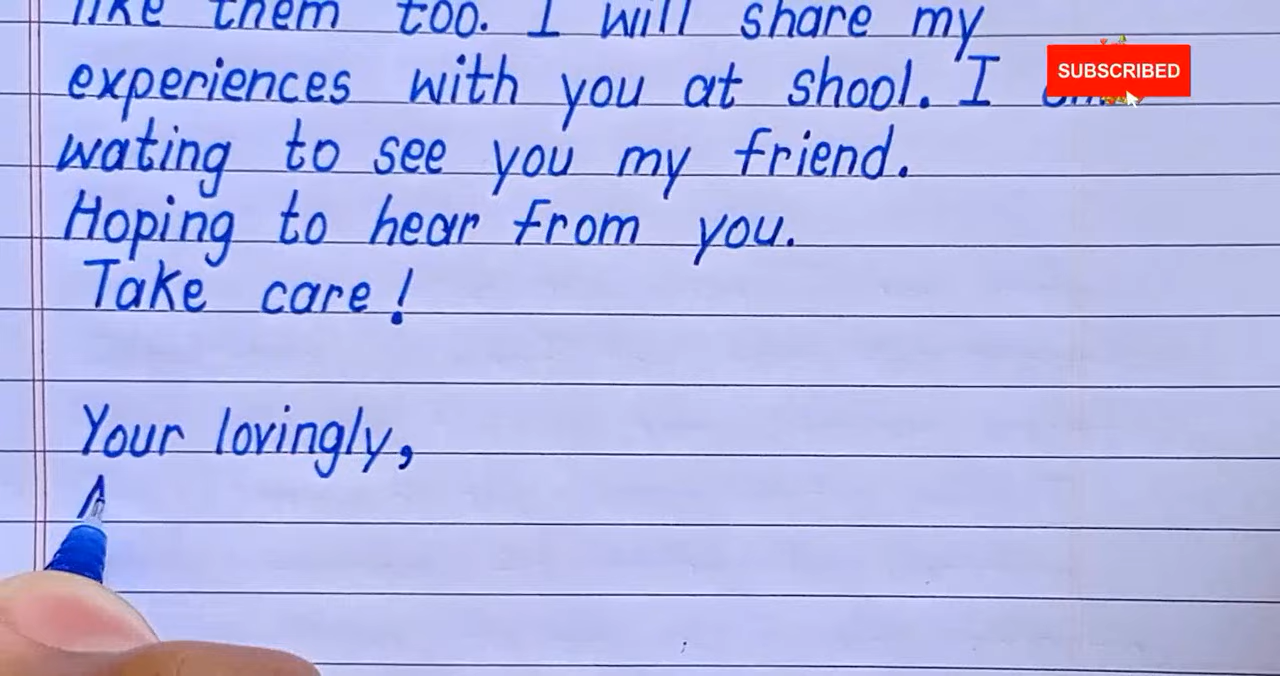 like them too. I will share my
experiences with you at shool. I
SUBSCRIBED
wating to see you my friend.
Hoping to hear from you.
Take care!
Your lovingly,
A